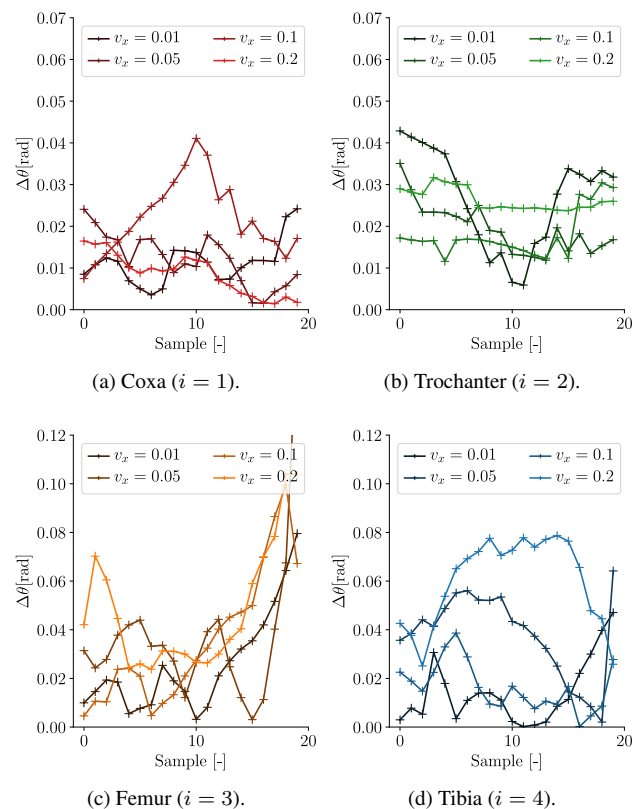 0.07
0.06
0.05
0.04
0.03
0.02
0.01
0.00
Δθ[rad]
v_x = 0.01 v_x = 0.1
v_x = 0.05 v_x = 0.2
0 10 20
Sample [-]
(a) Coxa (i = 1).
0.07
0.06
0.05
0.04
0.03
0.02
0.01
0.00
Δθ[rad]
v_x = 0.01 v_x = 0.1
v_x = 0.05 v_x = 0.2
0 10 20
Sample [-]
(b) Trochanter (i = 2).
0.12
0.10
0.08
0.06
0.04
0.02
0.00
Δθ[rad]
v_x = 0.01 v_x = 0.1
v_x = 0.05 v_x = 0.2
0 10 20
Sample [-]
(c) Femur (i = 3).
0.12
0.10
0.08
0.06
0.04
0.02
0.00
Δθ[rad]
v_x = 0.01 v_x = 0.1
v_x = 0.05 v_x = 0.2
0 10 20
Sample [-]
(d) Tibia (i = 4).